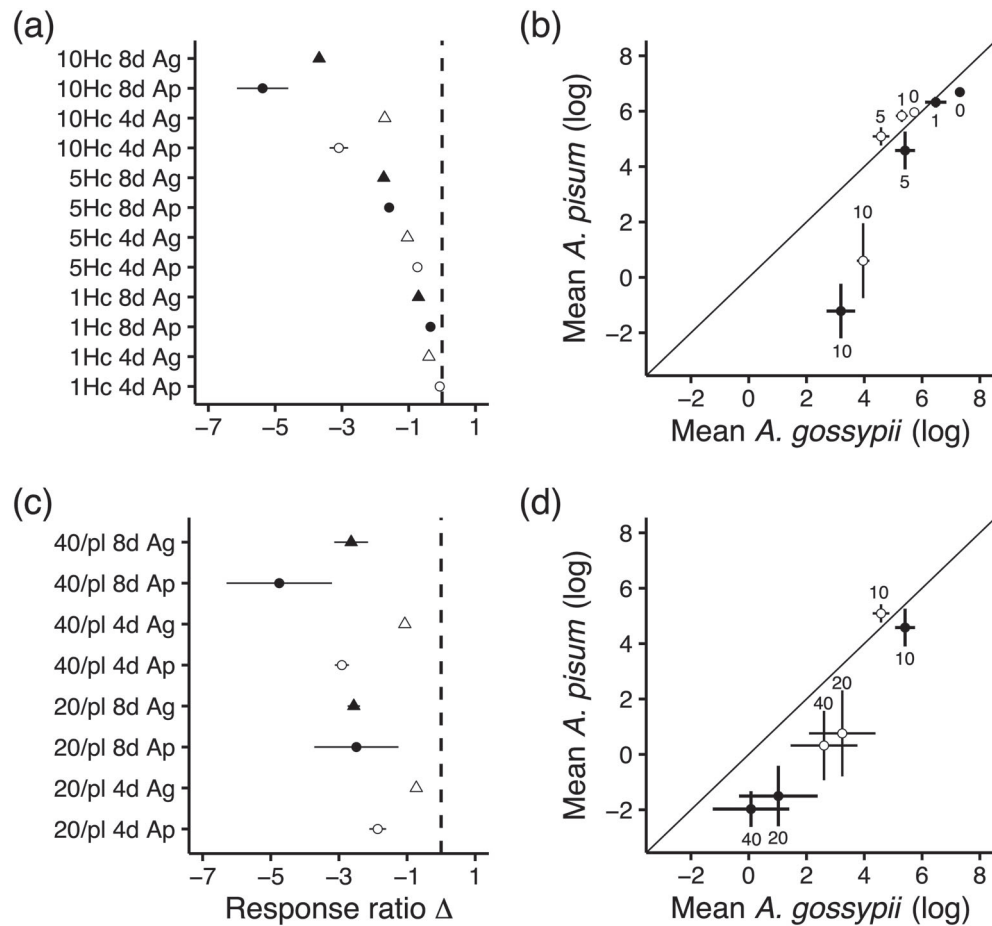 (a)
10Hc 8d Ag
10Hc 8d Ap
10Hc 4d Ag
10Hc 4d Ap
5Hc 8d Ag
5Hc 8d Ap
5Hc 4d Ag
5Hc 4d Ap
1Hc 8d Ag
1Hc 8d Ap
1Hc 4d Ag
1Hc 4d Ap
−7 −5 −3 −1 1
(b)
Mean A. pisum (log)
8
6
4
2
0
−2
5 1 0
1 0
5
10
10
−2 0 2 4 6 8
Mean A. gossypii (log)
(c)
40/pl 8d Ag
40/pl 8d Ap
40/pl 4d Ag
40/pl 4d Ap
20/pl 8d Ag
20/pl 8d Ap
20/pl 4d Ag
20/pl 4d Ap
−7 −5 −3 −1 1
Response ratio Δ
(d)
Mean A. pisum (log)
8
6
4
2
0
−2
10
10
20
40
40 20
−2 0 2 4 6 8
Mean A. gossypii (log)